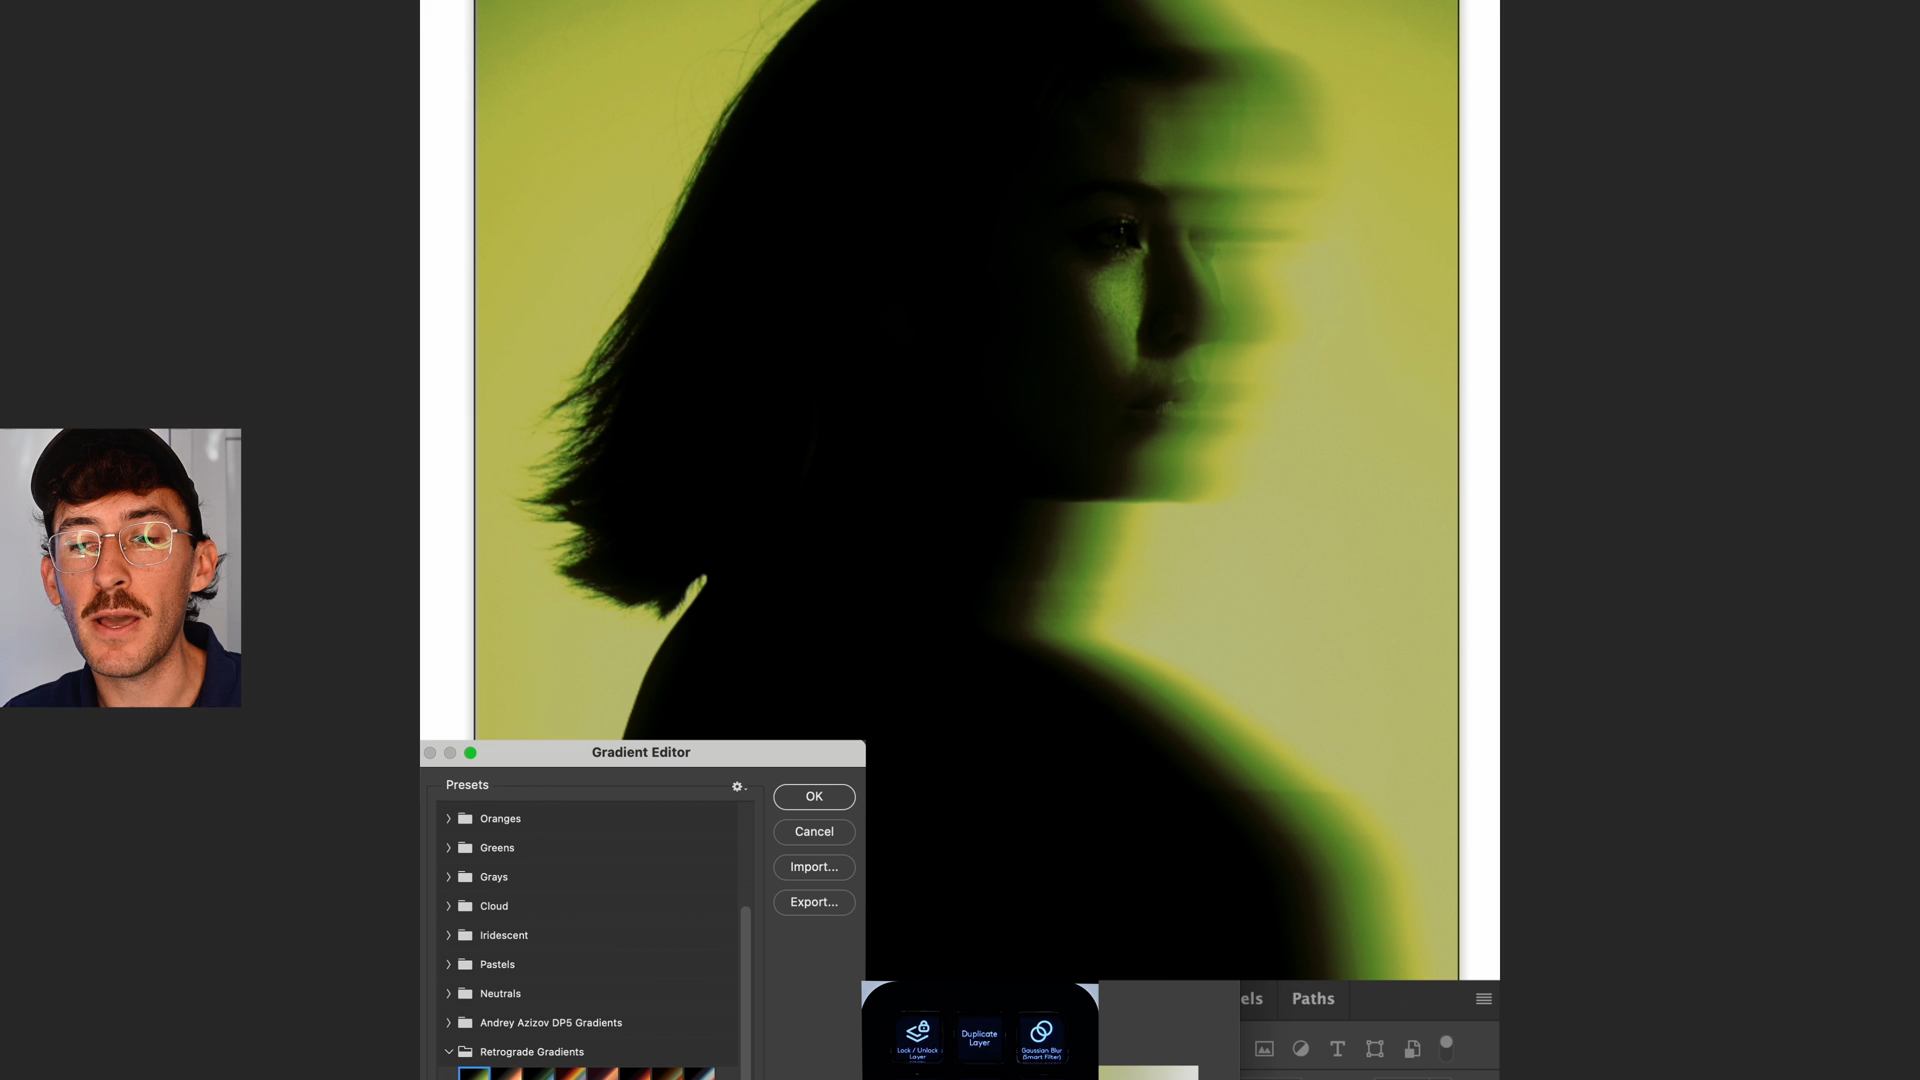 Gradient Editor
Presets
OK
Cancel
Import...
Export...
Oranges
Greens
Grays
Cloud
Iridescent
Pastels
Neutrals
Andrey Azizov DP5 Gradients
Retrograde Gradients
Lock / Unlock
Layer
Duplicate
Layer
Gaussian Blur
(Smart Filter)
els
Paths